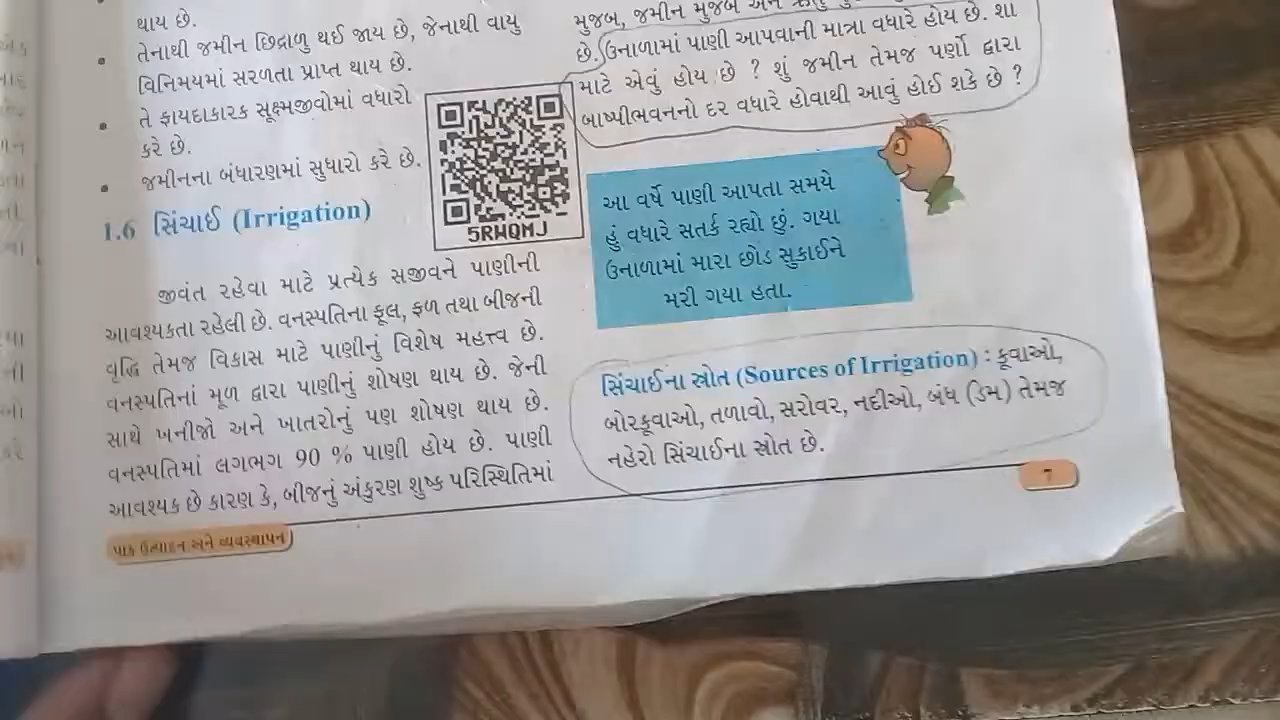 થાય છે.
તેનાથી જમીન છિદ્રાળુ થઈ જાય છે, જેનાથી વાયુ
વિનિમયમાં સરળતા પ્રાપ્ત થાય છે.
તે ફાયદાકારક સૂક્ષ્મજીવોમાં વધારો
કરે છે.
જમીનના બંધારણમાં સુધારો કરે છે.
5RHQMJ
1.6 સિંચાઈ (Irrigation)
જીવંત રહેવા માટે પ્રત્યેક સજીવને પાણીની
આવશ્યકતા રહેલી છે. વનસ્પતિના ફૂલ, ફળ તથા બીજની
વૃદ્ધિ તેમજ વિકાસ માટે પાણીનું વિશેષ મહત્ત્વ છે.
વનસ્પતિનાં મૂળ દ્વારા પાણીનું શોષણ થાય છે. જેની
સાથે ખનીજો અને ખાતરોનું પણ શોષણ થાય છે.
વનસ્પતિમાં લગભગ 90 % પાણી હોય છે. પાણી
આવશ્યક છે કારણ કે, બીજનું અંકુરણ શુષ્ક પરિસ્થિતિમાં
મુજબ, જમીન મુજબ અને
છે. ઉનાળામાં પાણી આપવાની માત્રા વધારે હોય છે. શા
માટે એવું હોય છે ? શું જમીન તેમજ પર્ણો દ્વારા
બાષ્પીભવનનો દર વધારે હોવાથી આવું હોઈ શકે છે ?
આ વર્ષે પાણી આપતા સમયે
હું વધારે સતર્ક રહ્યો છું. ગયા
ઉનાળામાં મારા છોડ સુકાઈને
મરી ગયા હતા.
સિંચાઈના સ્રોત (Sources of Irrigation) : કૂવાઓ,
બોરકૂવાઓ, તળાવો, સરોવર, નદીઓ, બંધ (ડેમ) તેમજ
નહેરો સિંચાઈના સ્રોત છે.
પાક ઉત્પાદન અને વ્યવસ્થાપન
7